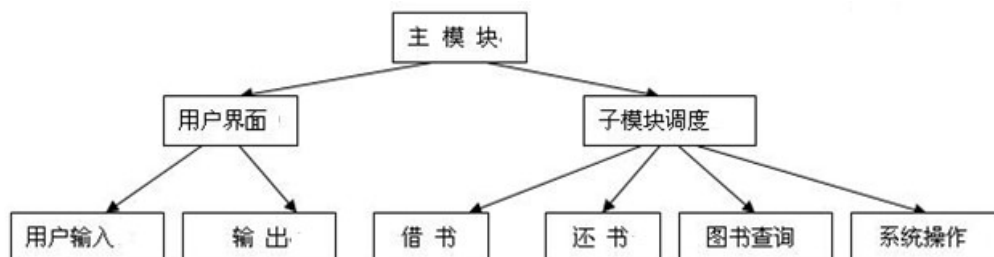 主 模 块
用户界面
子模块调度
用户输入
输 出
借 书
还 书
图书查询
系统操作